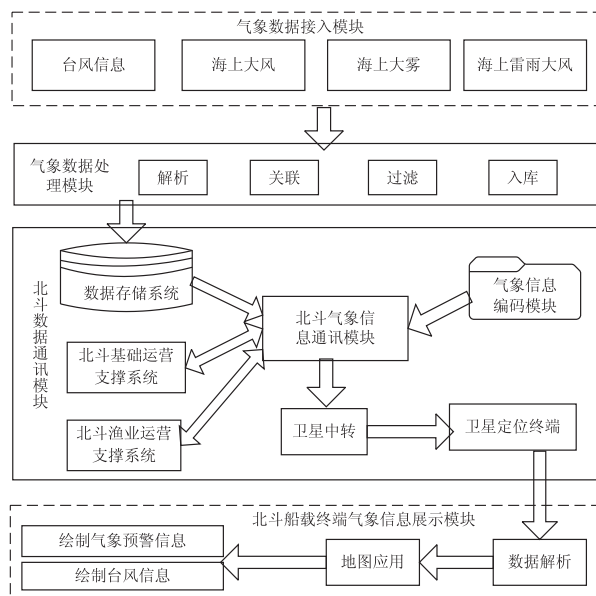 气象数据接入模块
台风信息
海上大风
海上大雾
海上雷雨大风
气象数据处
理模块
解析
关联
过滤
入库
北斗数据通讯模块
数据存储系统
北斗气象信
息通讯模块
气象信息
编码模块
北斗基础运营
支撑系统
北斗渔业运营
支撑系统
卫星中转
卫星定位终端
北斗船载终端气象信息展示模块
绘制气象预警信息
绘制台风信息
地图应用
数据解析